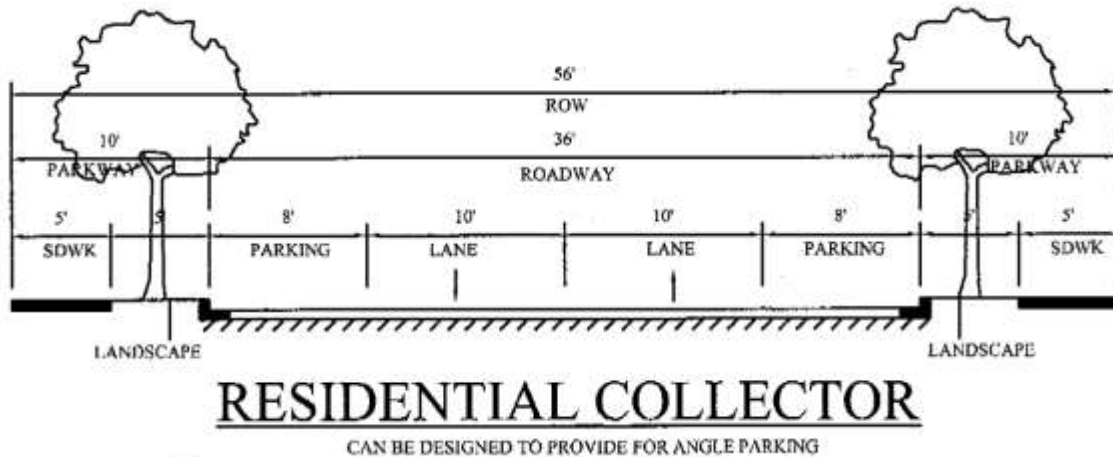 56'
ROW
10' 36' 10'
PARKWAY ROADWAY PARKWAY
5' 5' 8' 10' 10' 8' 5' 5'
SDWK PARKING LANE LANE PARKING SDWK
LANDSCAPE LANDSCAPE
RESIDENTIAL COLLECTOR
CAN BE DESIGNED TO PROVIDE FOR ANGLE PARKING